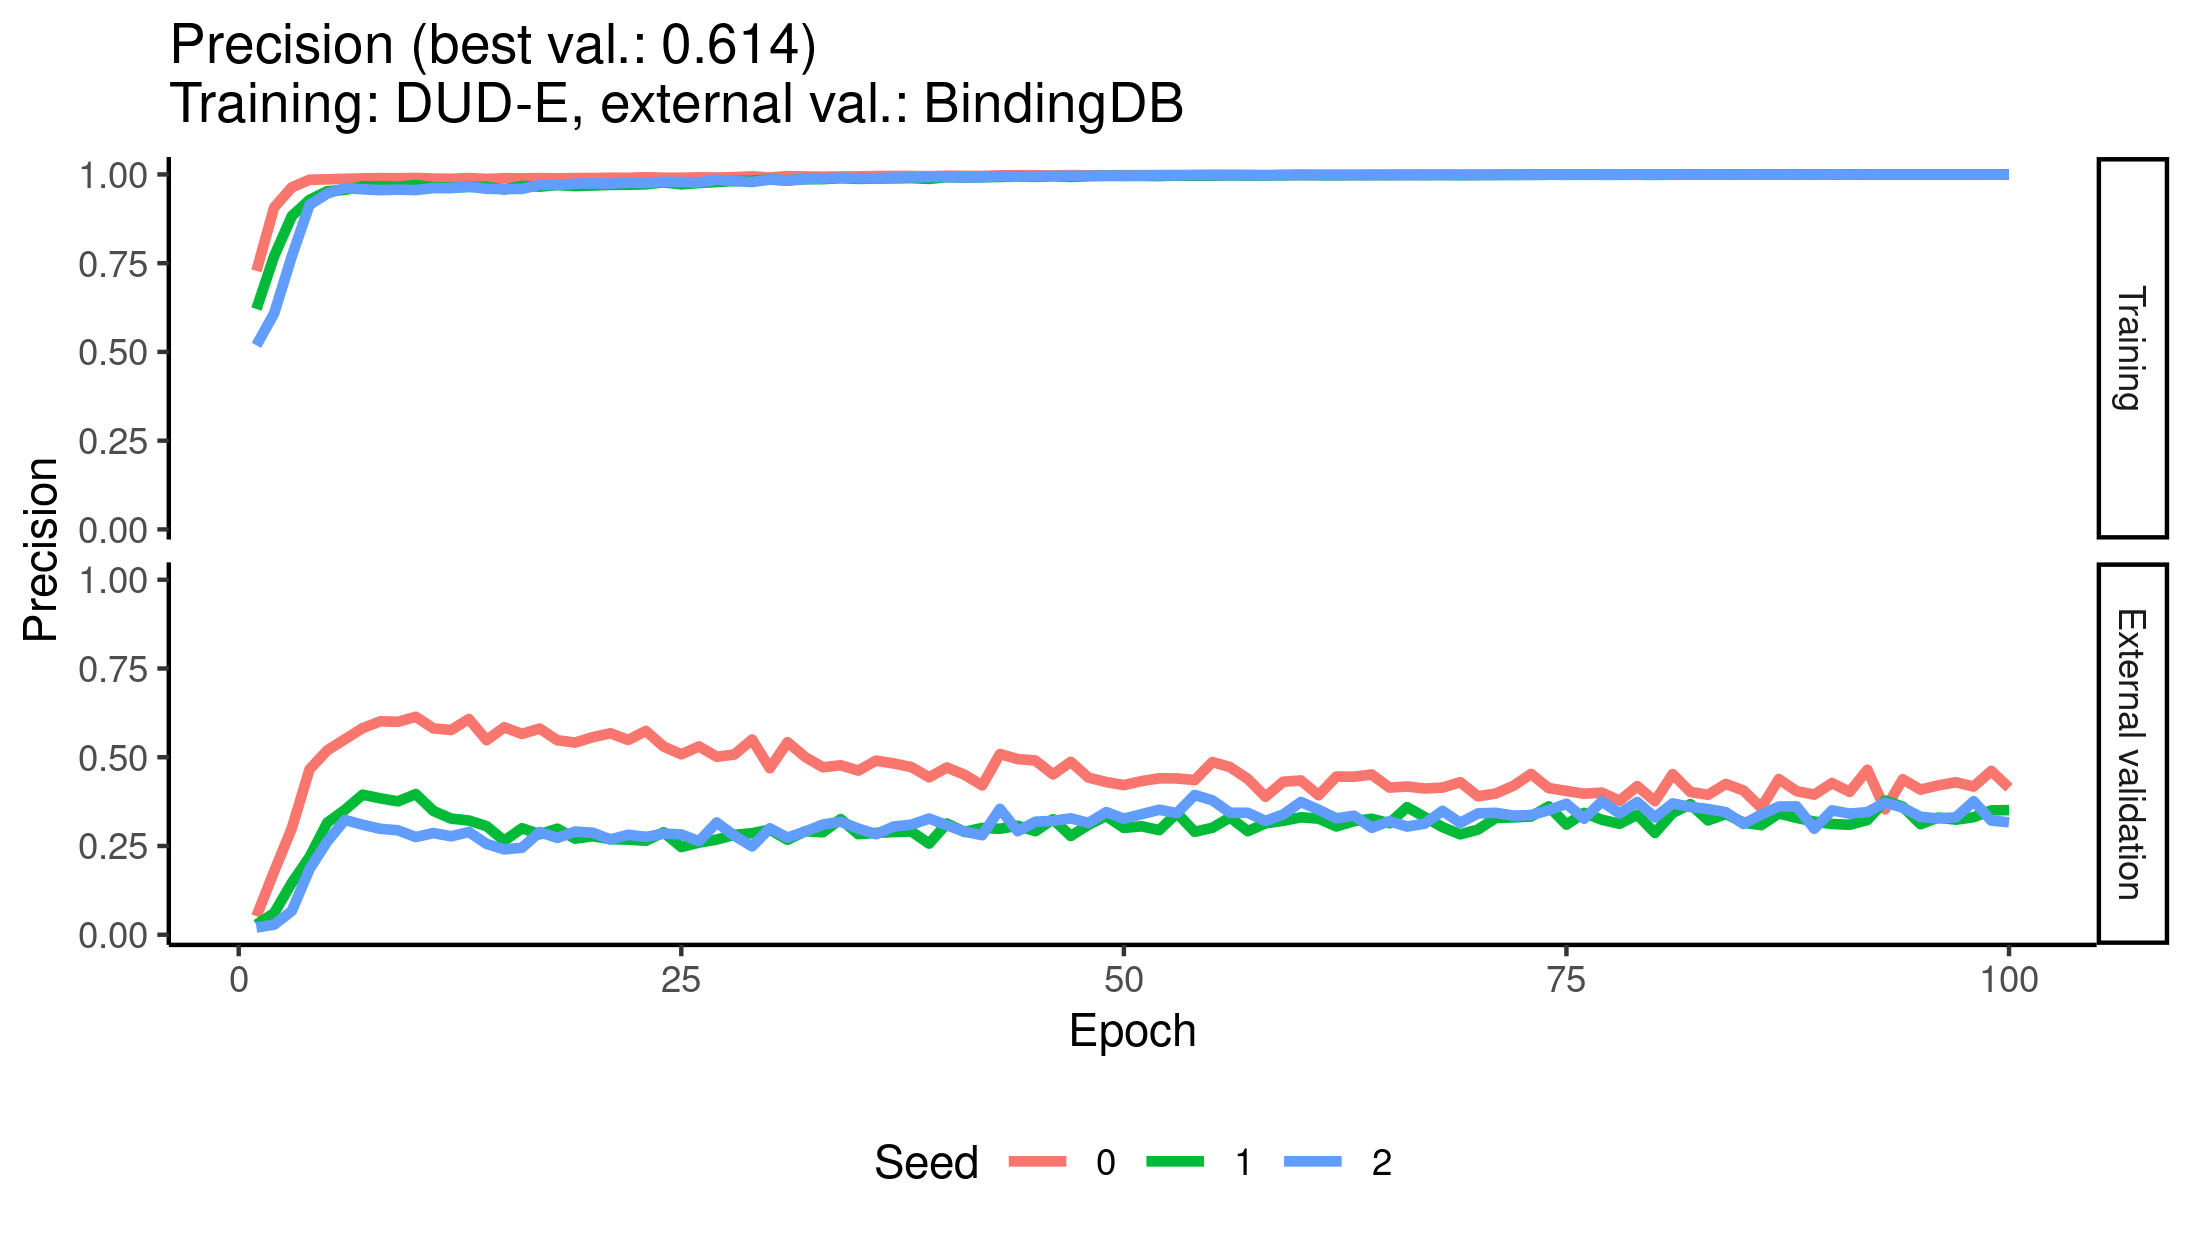 Precision (best val.: 0.614)
Training: DUD-E, external val.: BindingDB
Precision
1.00
0.75
0.50
0.25
0.00
Training
1.00
0.75
0.50
0.25
0.00
External validation
0 25 50 75 100
Epoch
Seed 0 1 2